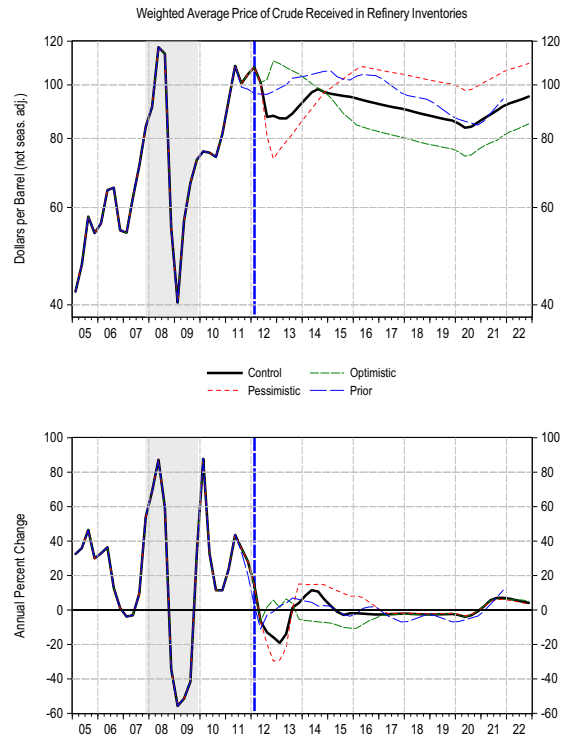 Weighted Average Price of Crude Received in Refinery Inventories
Dollars per Barrel (not seas. adj.)
120 120
100 100
80 80
60 60
40 40
05 06 07 08 09 10 11 12 13 14 15 16 17 18 19 20 21 22
Control Optimistic
Pessimistic Prior
Annual Percent Change
100 100
80 80
60 60
40 40
20 20
0 0
-20 -20
-40 -40
-60 -60
05 06 07 08 09 10 11 12 13 14 15 16 17 18 19 20 21 22